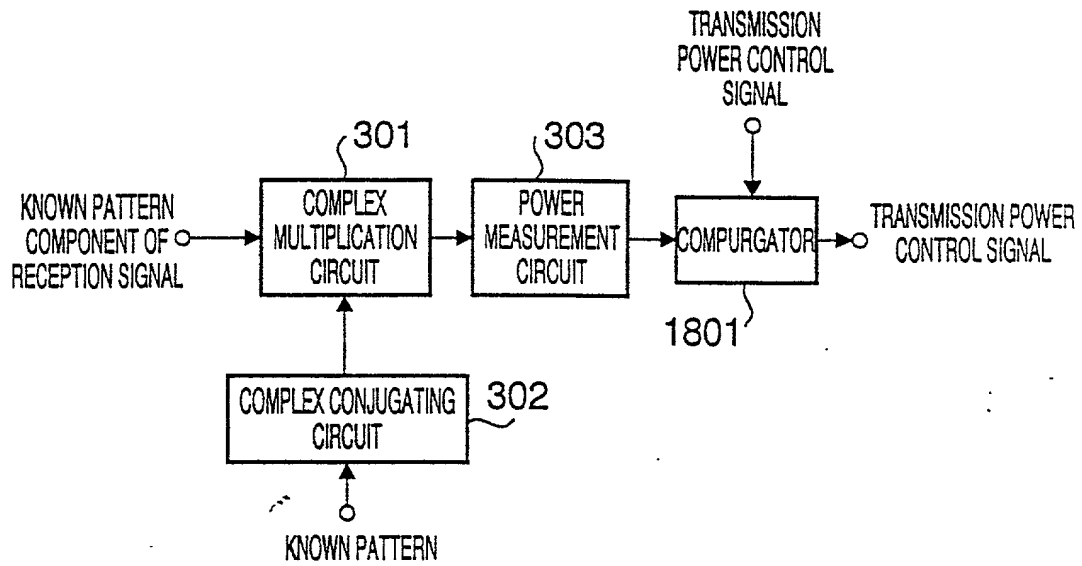 TRANSMISSION
POWER CONTROL
SIGNAL
301
303
KNOWN PATTERN
COMPONENT OF
RECEPTION SIGNAL
COMPLEX
MULTIPLICATION
CIRCUIT
POWER
MEASUREMENT
CIRCUIT
COMPURGATOR
TRANSMISSION POWER
CONTROL SIGNAL
1801
COMPLEX CONJUGATING
CIRCUIT
302
KNOWN PATTERN